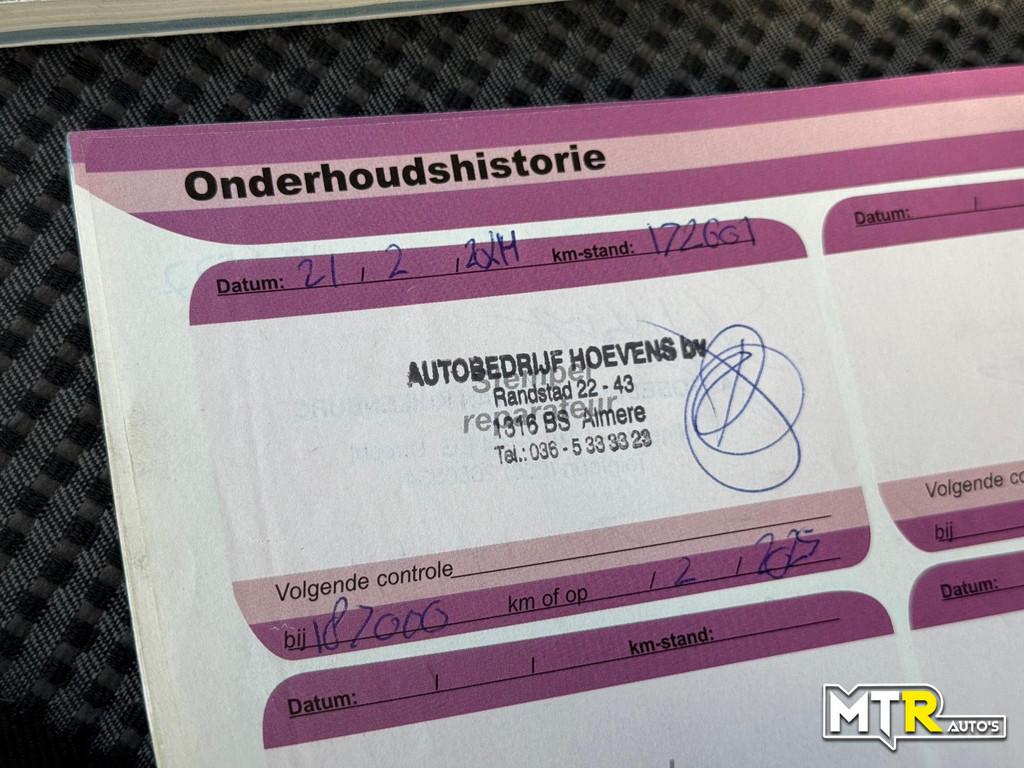 Onderhoudshistorie
Datum: 21 / 2 / 2024 km-stand: 172601
Datum: /
AUTOBEDRIJF HOEVENS bv
Stempel
Randstad 22 - 43
reparateur
1316 BS Almere
Tel.: 036 - 5 33 33 23
Volgende controle
bij 187000 km of op / 2 / 2025
Volgende co
bij
Datum: / / km-stand:
Datum:
MTR AUTO'S